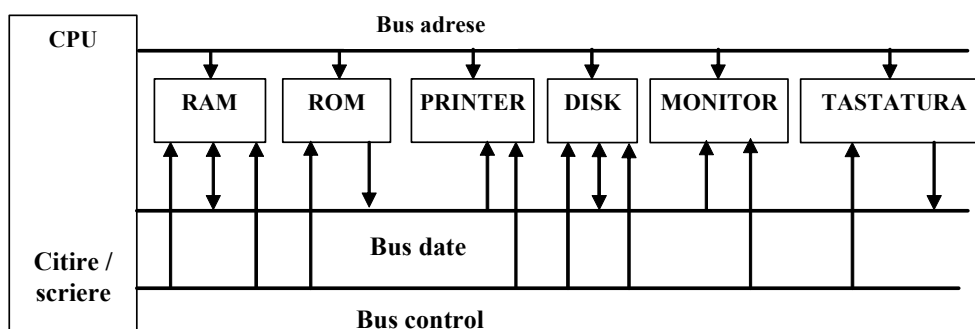 Bus adrese
CPU
RAM
ROM
PRINTER
DISK
MONITOR
TASTATURA
Bus date
Citire /
scriere
Bus control